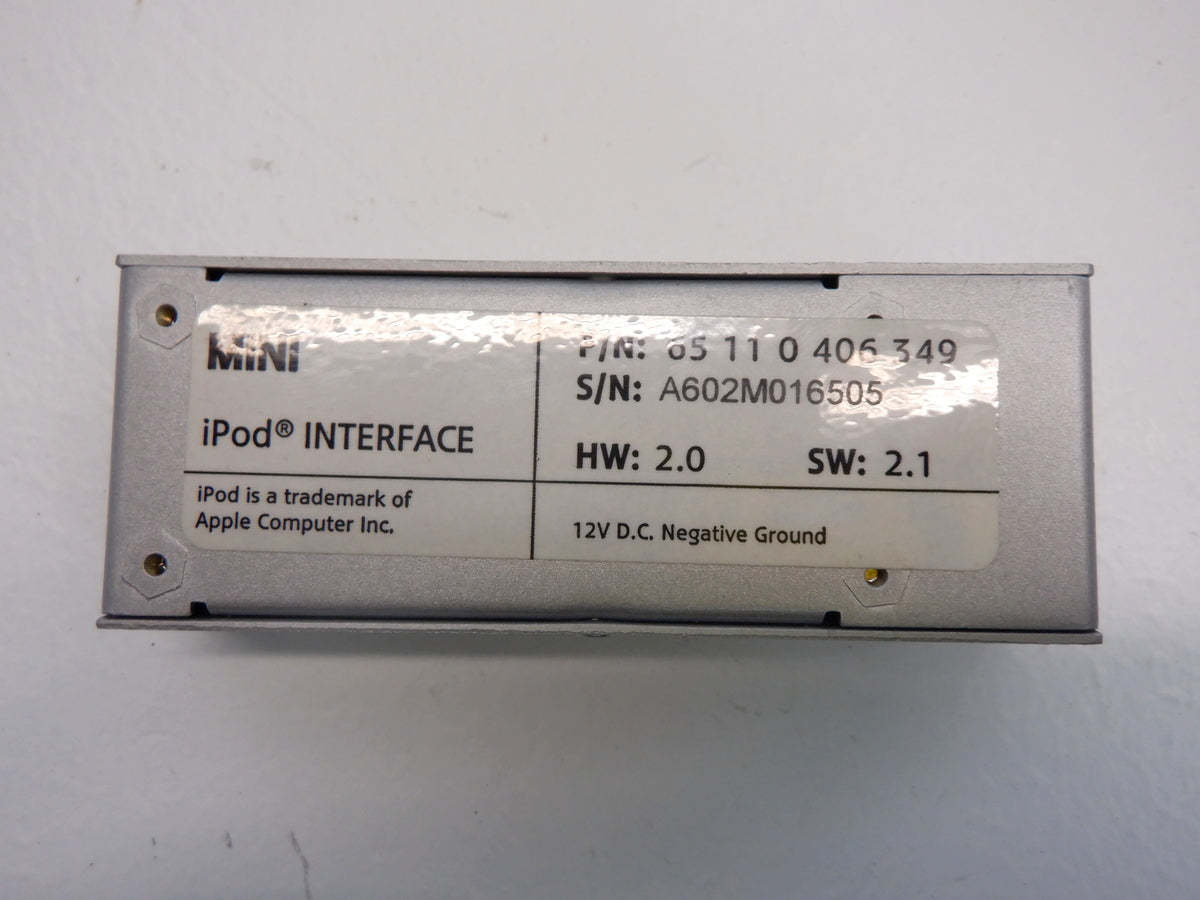 MINI
iPod® INTERFACE
iPod is a trademark of
Apple Computer Inc.
P/N: 65 11 0 406 349
S/N: A602M016505
HW: 2.0 SW: 2.1
12V D.C. Negative Ground